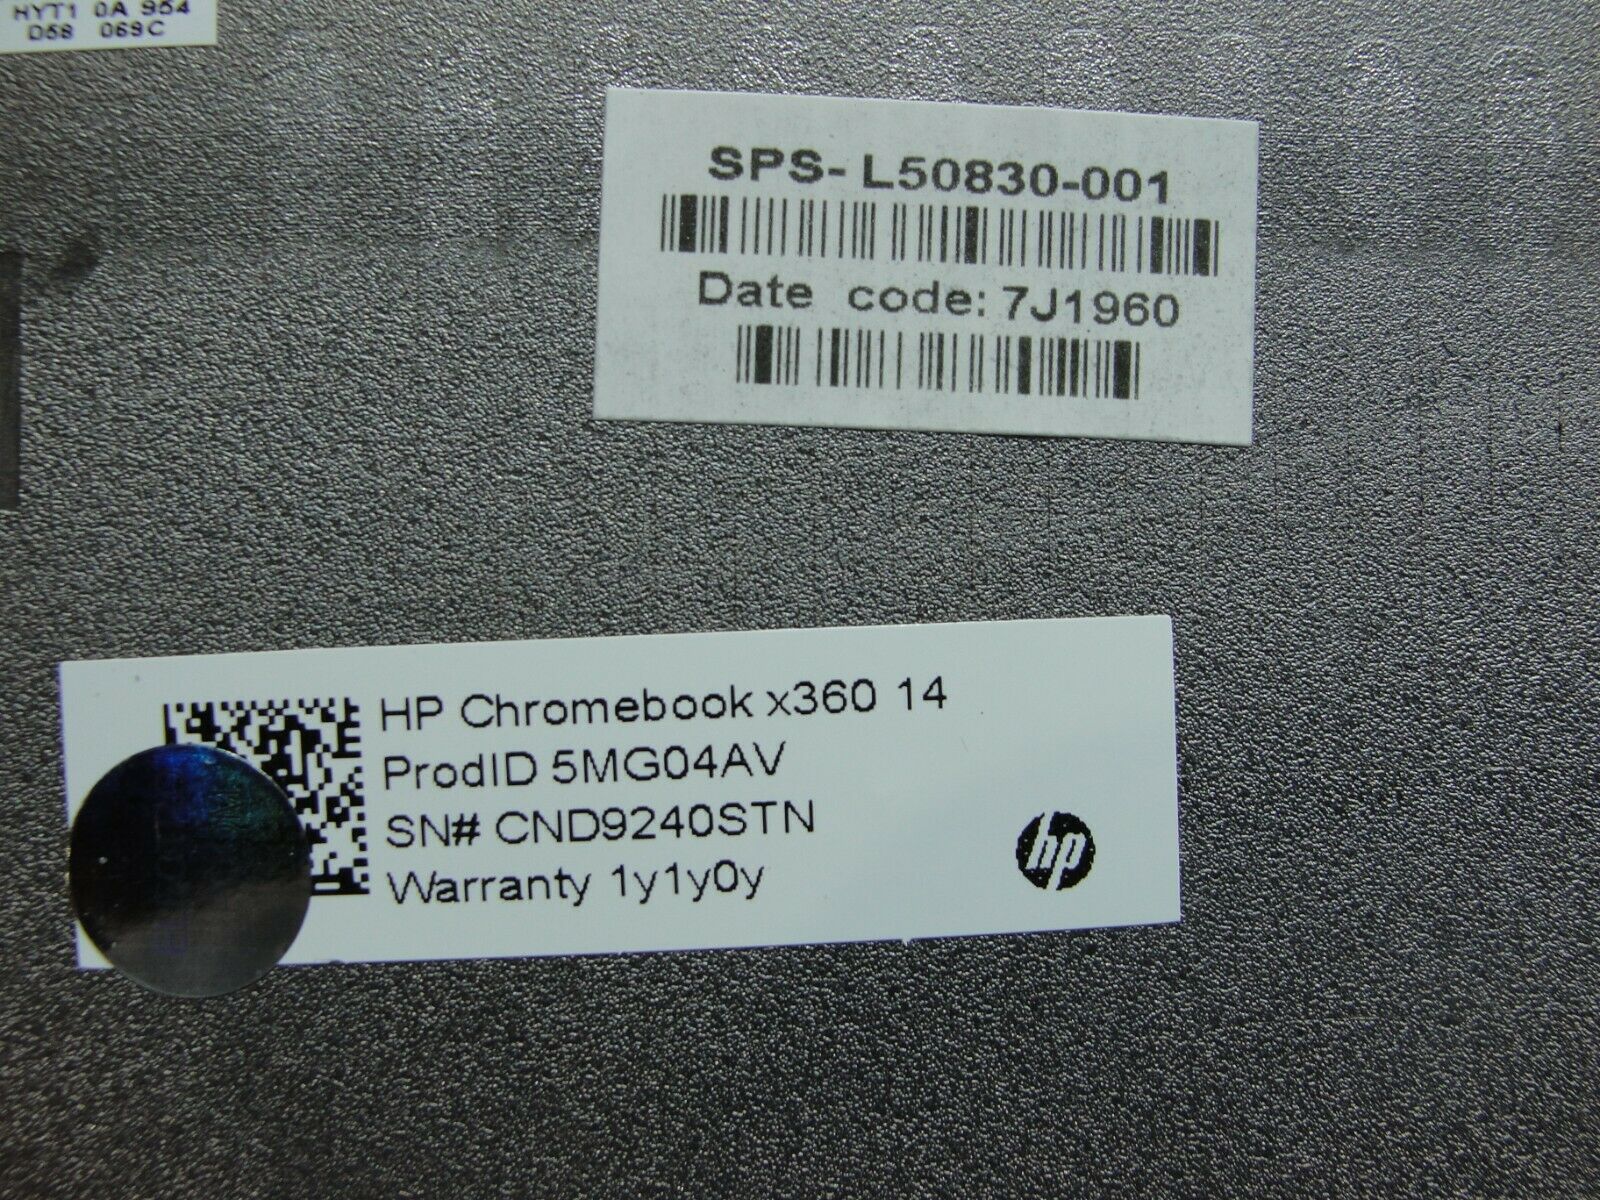 HYT1 0A 954
D58 069C
SPS- L50830-001
Date code: 7J1960
HP Chromebook x360 14
ProdID 5MG04AV
SN# CND9240STN
Warranty 1y1y0y
hp